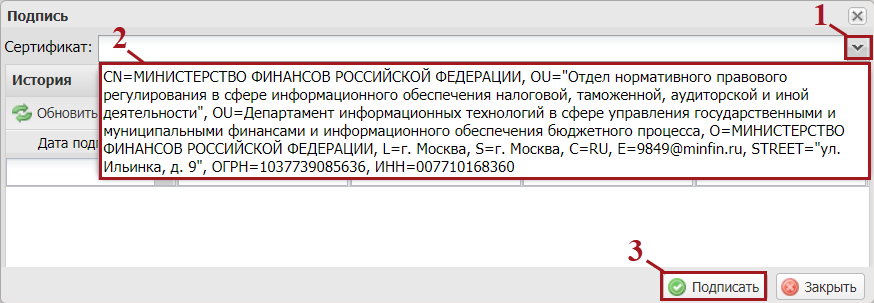 Подпись
1
Сертификат:
2
CN=МИНИСТЕРСТВО ФИНАНСОВ РОССИЙСКОЙ ФЕДЕРАЦИИ, OU="Отдел нормативного правового
регулирования в сфере информационного обеспечения налоговой, таможенной, аудиторской и иной
деятельности", OU=Департамент информационных технологий в сфере управления государственными и
муниципальными финансами и информационного обеспечения бюджетного процесса, O=МИНИСТЕРСТВО
ФИНАНСОВ РОССИЙСКОЙ ФЕДЕРАЦИИ, L=г. Москва, S=г. Москва, C=RU, E=9849@minfin.ru, STREET="ул.
Ильинка, д. 9", ОГРН=1037739085636, ИНН=007710168360
История
Обновить
Дата под
3
Подписать
Закрыть